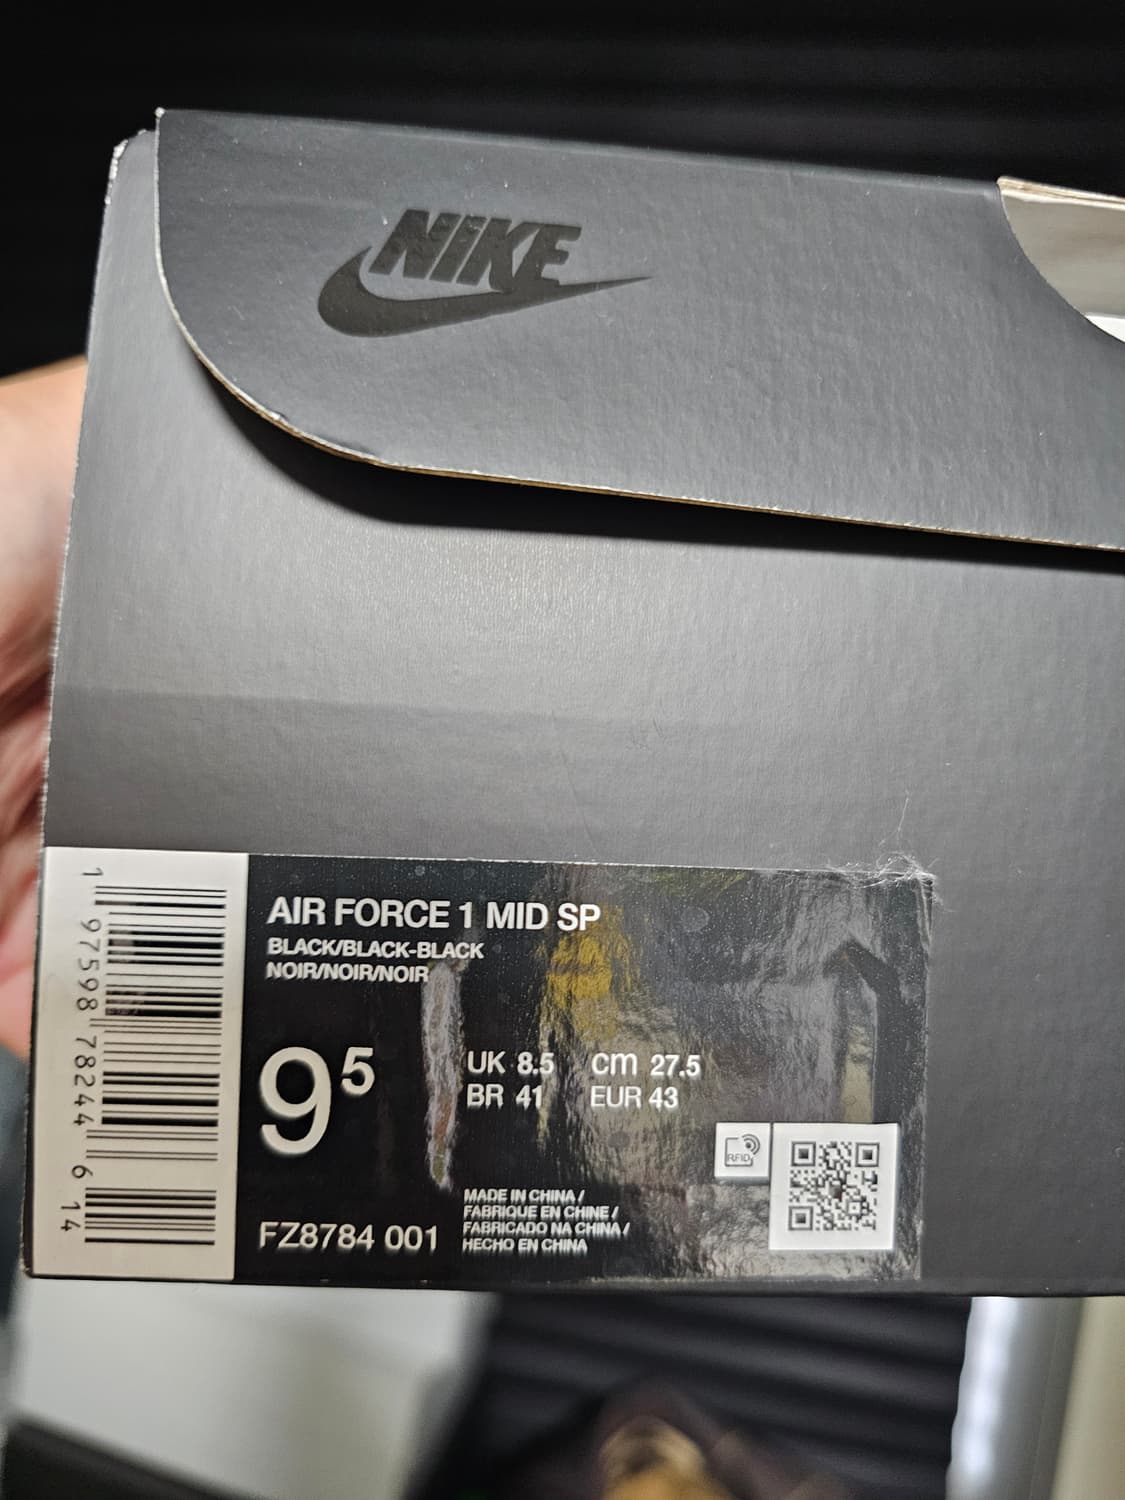 NIKE
AIR FORCE 1 MID SP
BLACK/BLACK-BLACK
NOIR/NOIR/NOIR
9⁵
UK 8.5 cm 27.5
BR 41 EUR 43
RFID
MADE IN CHINA /
FABRIQUE EN CHINE /
FABRICADO NA CHINA /
HECHO EN CHINA
FZ8784 001
1 97598 78244 6 14